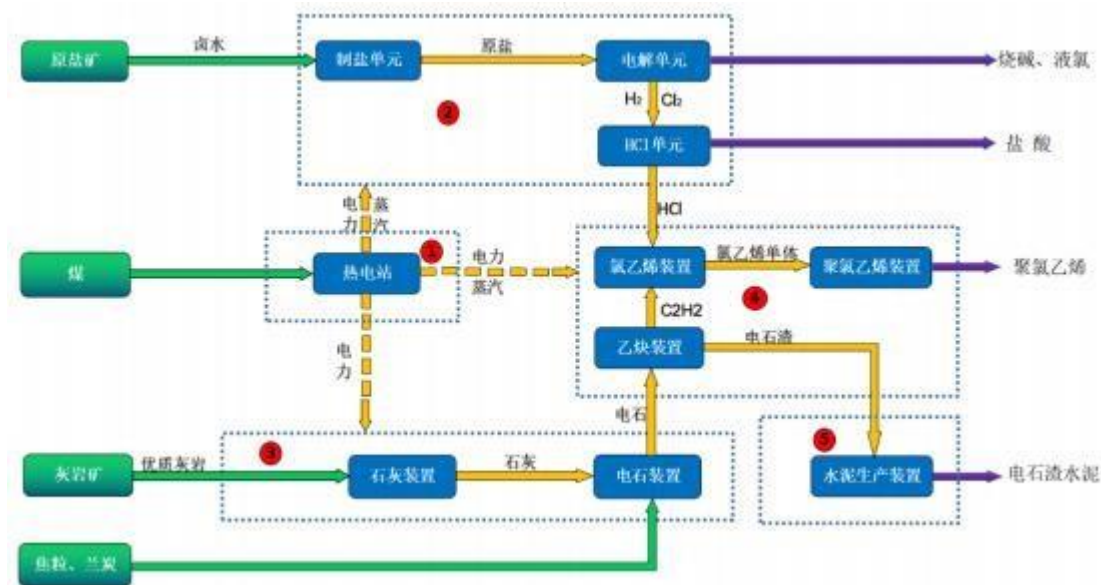 原盐矿
卤水
制盐单元
原盐
电解单元
烧碱、液氯
H₂
Cl₂
②
HCl单元
盐 酸
电力
蒸汽
HCl
煤
①
热电站
电力
蒸汽
氯乙烯装置
氯乙烯单体
聚氯乙烯装置
聚氯乙烯
④
C2H2
乙炔装置
电石渣
电力
电石
灰岩矿
优质灰岩
③
石灰装置
石灰
电石装置
⑤
水泥生产装置
电石渣水泥
焦粒、兰炭